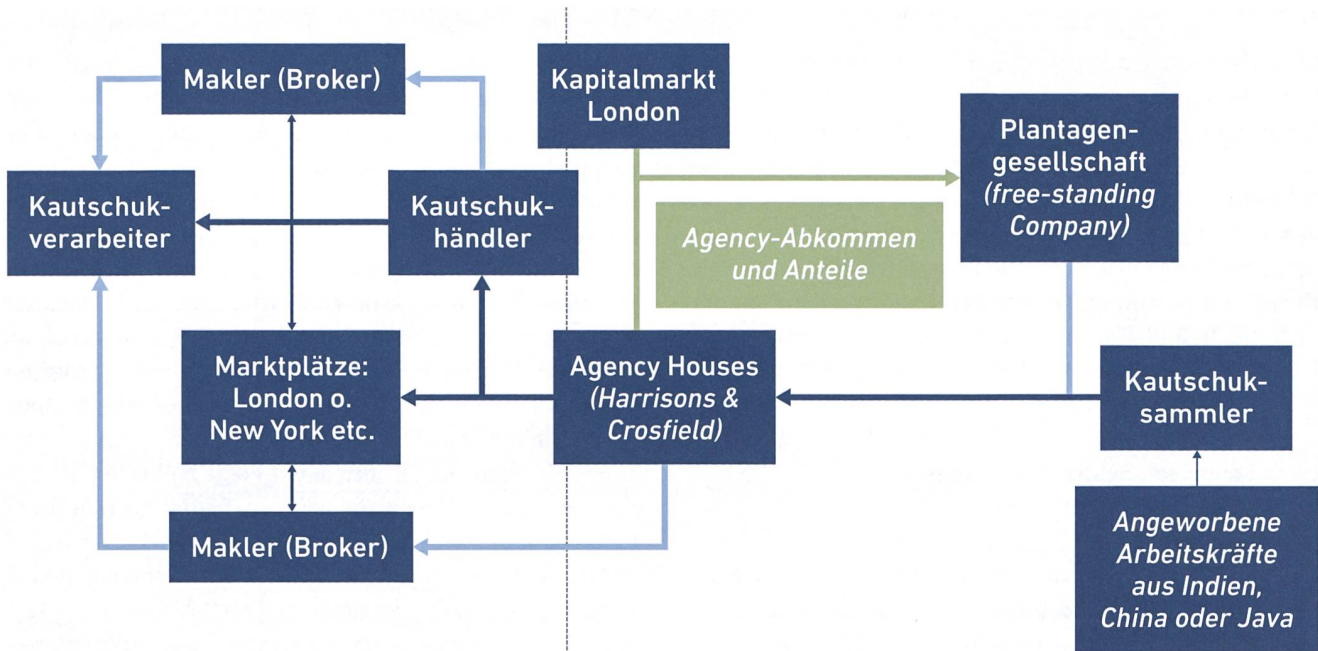 Makler (Broker)
Kapitalmarkt
London
Plantagen-
gesellschaft
(free-standing
Company)
Kautschuk-
verarbeiter
Kautschuk-
händler
Agency-Abkommen
und Anteile
Marktplätze:
London o.
New York etc.
Agency Houses
(Harrisons &
Crosfield)
Kautschuk-
sammler
Makler (Broker)
Angeworbene
Arbeitskräfte
aus Indien,
China oder Java